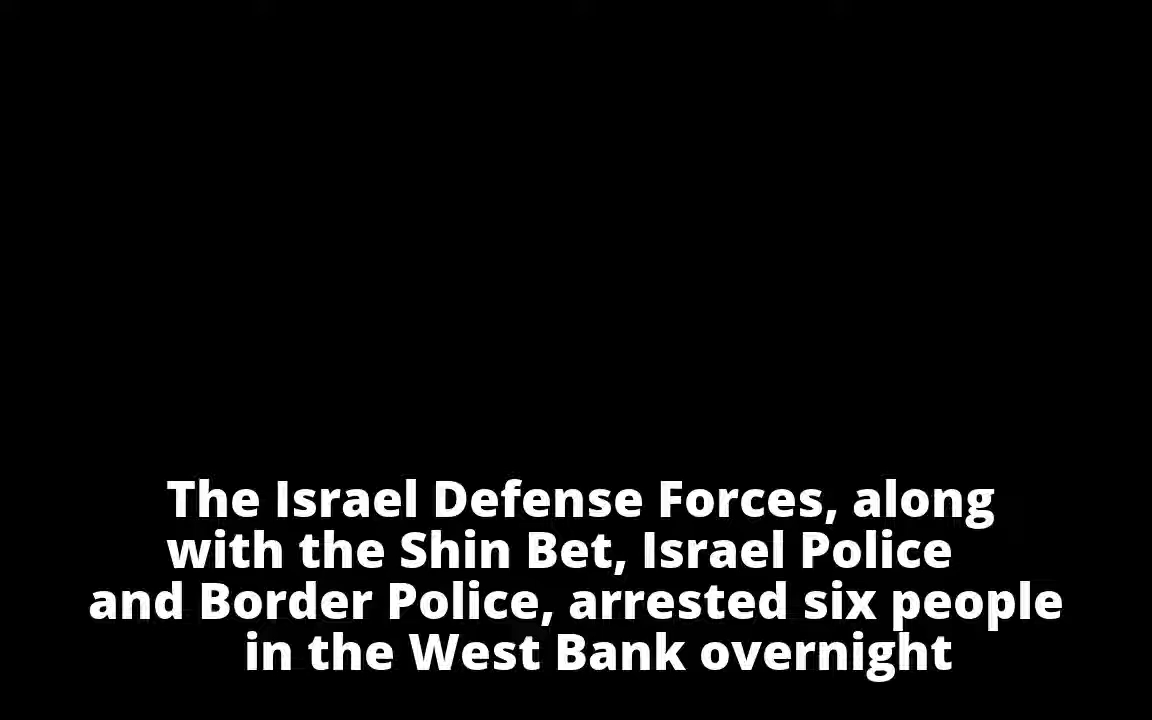 The Israel Defense Forces, along
with the Shin Bet, Israel Police
and Border Police, arrested six people
in the West Bank overnight